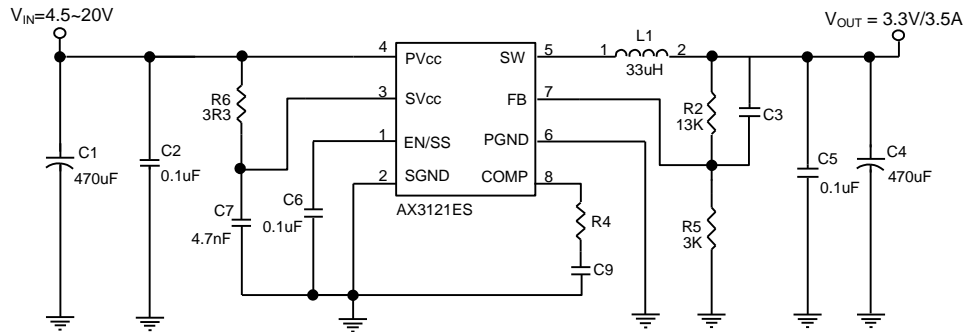 VIN=4.5~20V
VOUT = 3.3V/3.5A
L1
4
PVcc
SW
5
1
2
33uH
R6
3R3
3
SVcc
FB
7
R2
13K
C3
1
EN/SS
PGND
6
C1
470uF
C2
0.1uF
2
SGND
COMP
8
C5
0.1uF
C4
470uF
AX3121ES
C7
4.7nF
C6
0.1uF
R4
R5
3K
C9